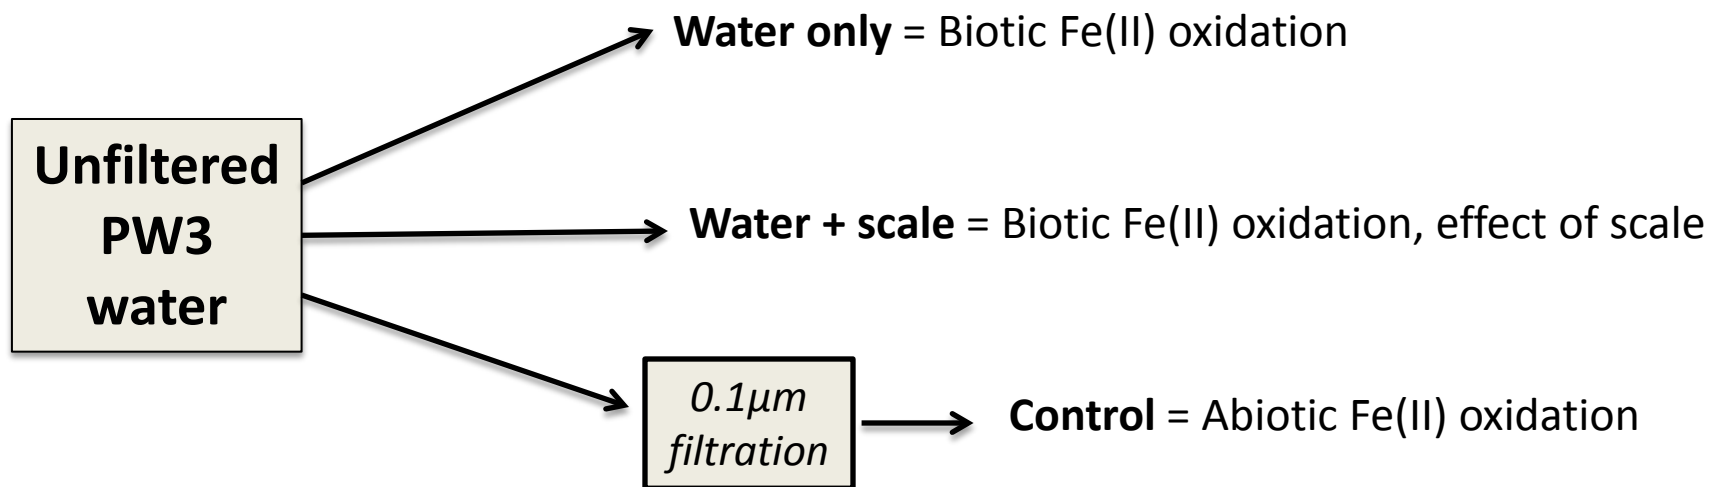 Water only = Biotic Fe(II) oxidation
Unfiltered
PW3
water
Water + scale = Biotic Fe(II) oxidation, effect of scale
0.1µm
filtration
Control = Abiotic Fe(II) oxidation